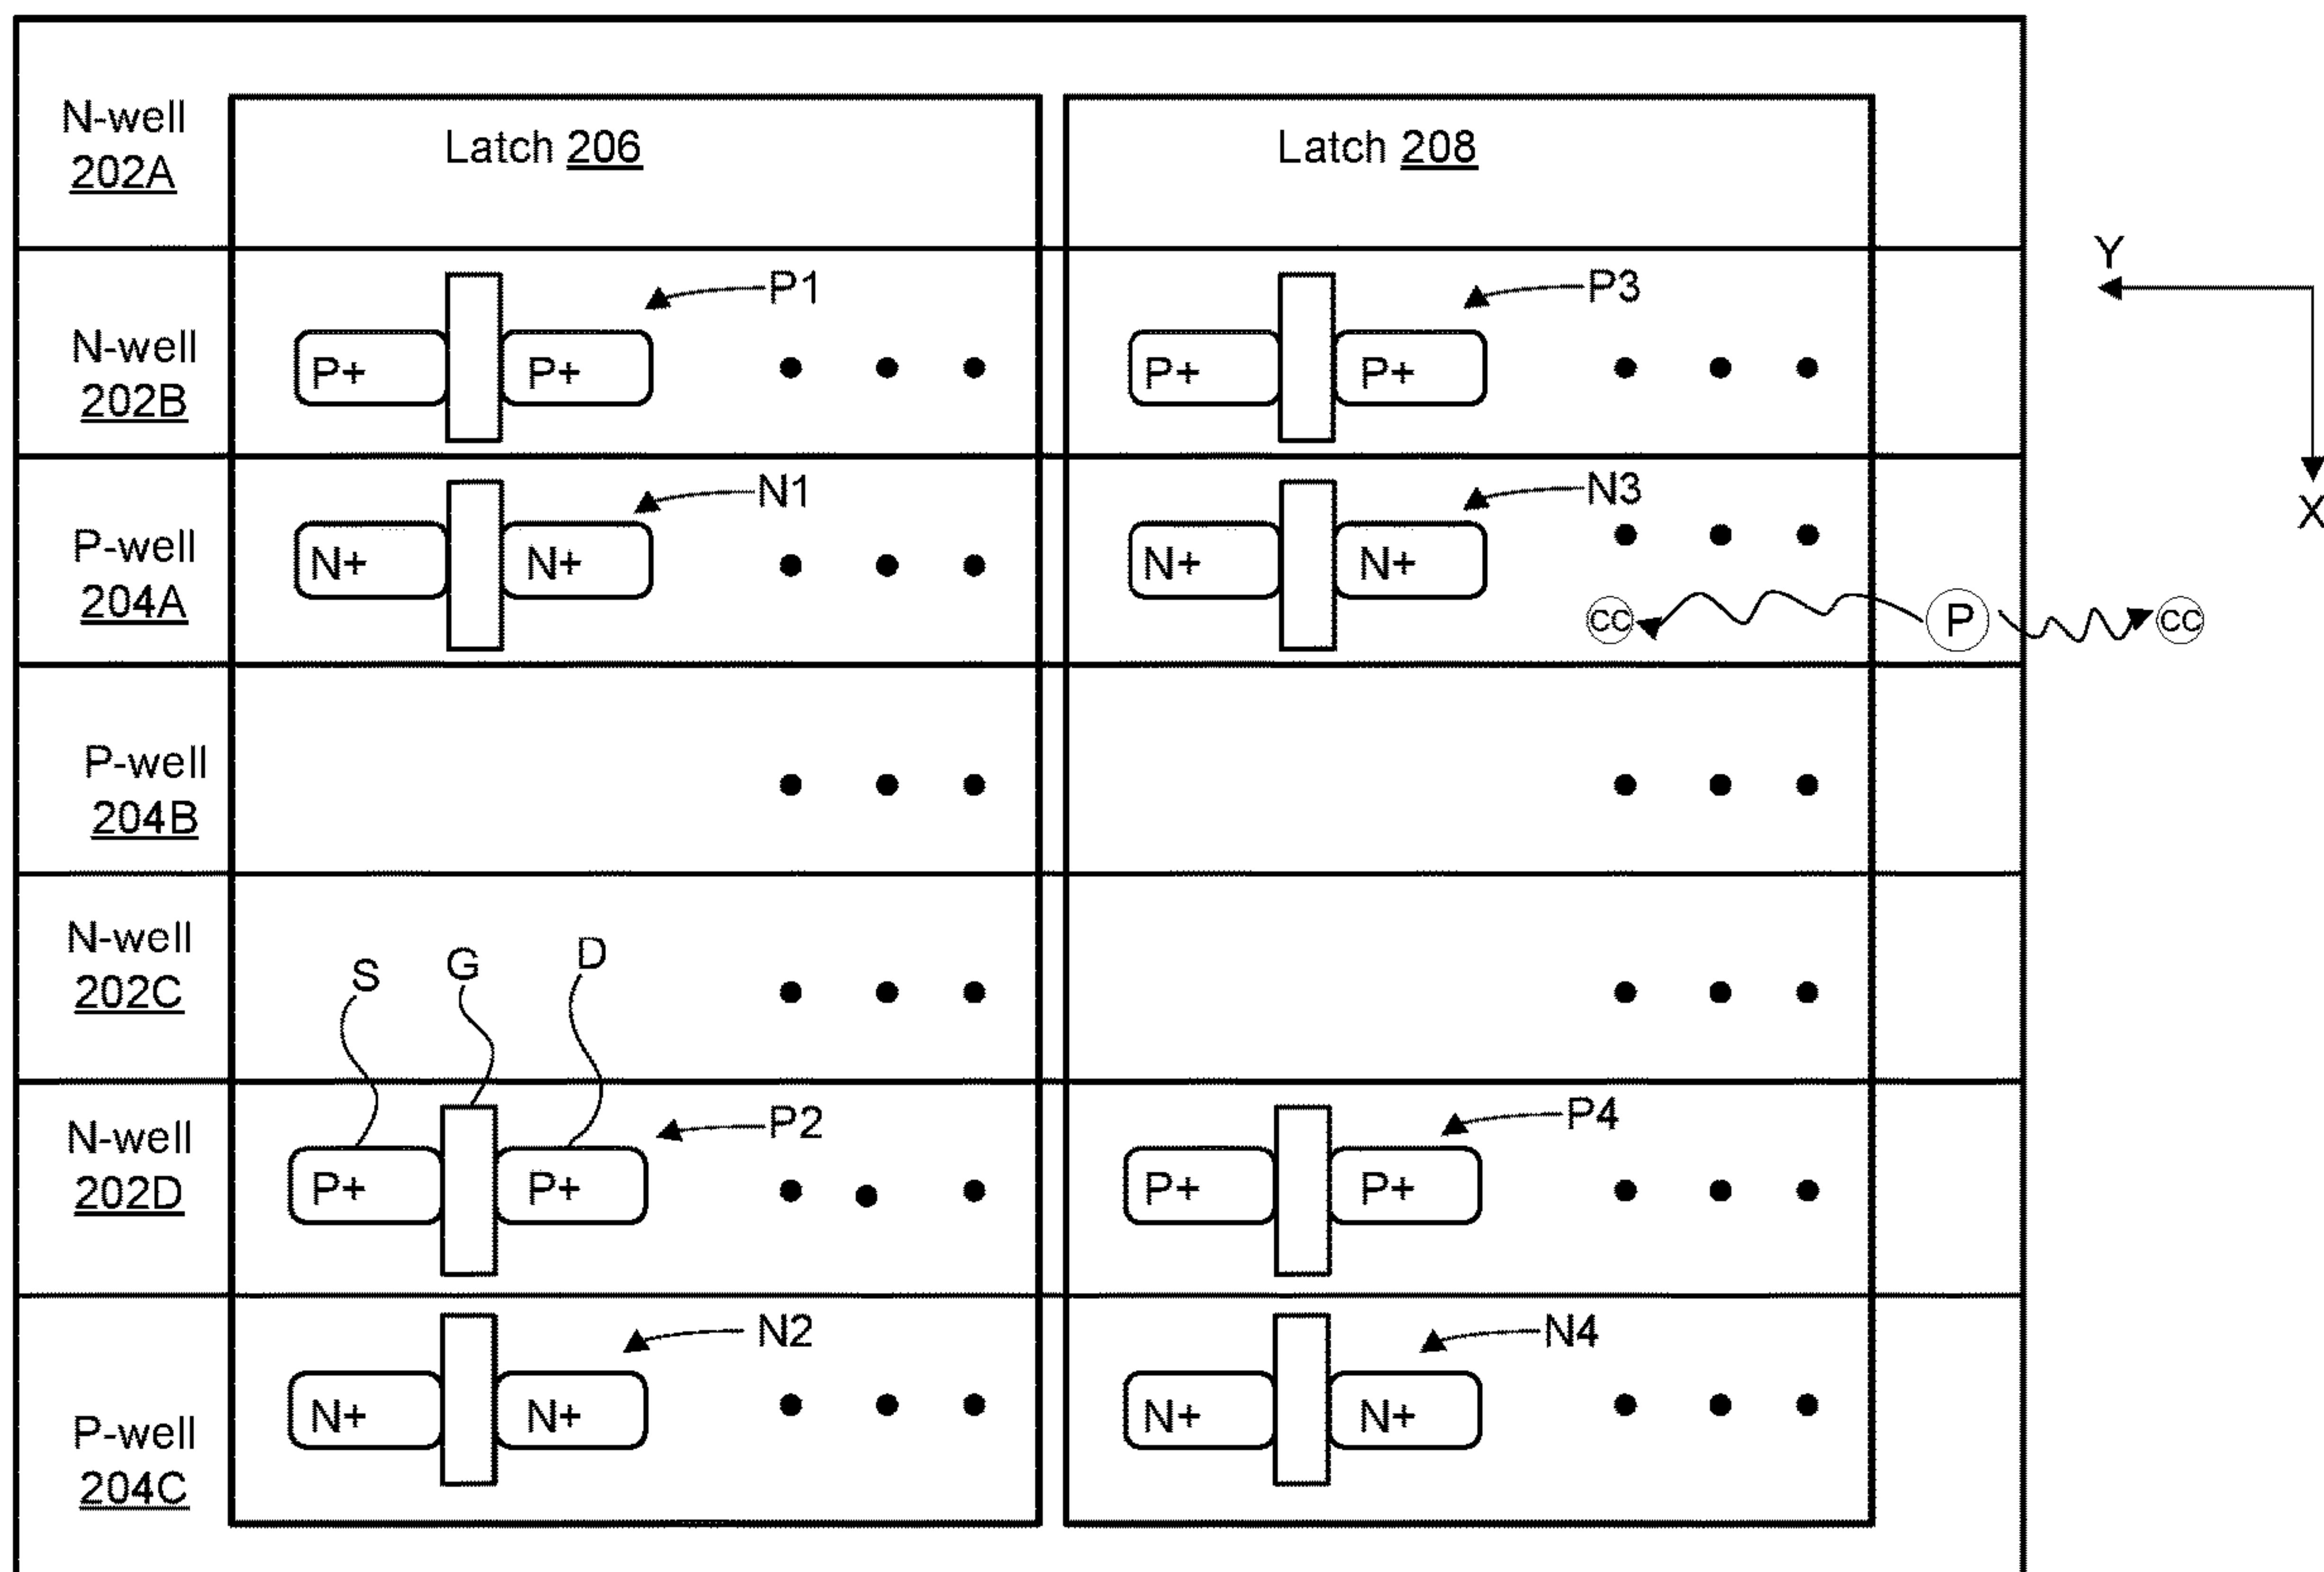 N-well
202A
Latch 206
Latch 208
N-well
202B
P+
P+
P1
P+
P+
P3
Y
X
P-well
204A
N+
N+
N1
N+
N+
N3
CC
P
CC
P-well
204B
N-well
202C
S
G
D
N-well
202D
P+
P+
P2
P+
P+
P4
P-well
204C
N+
N+
N2
N+
N+
N4